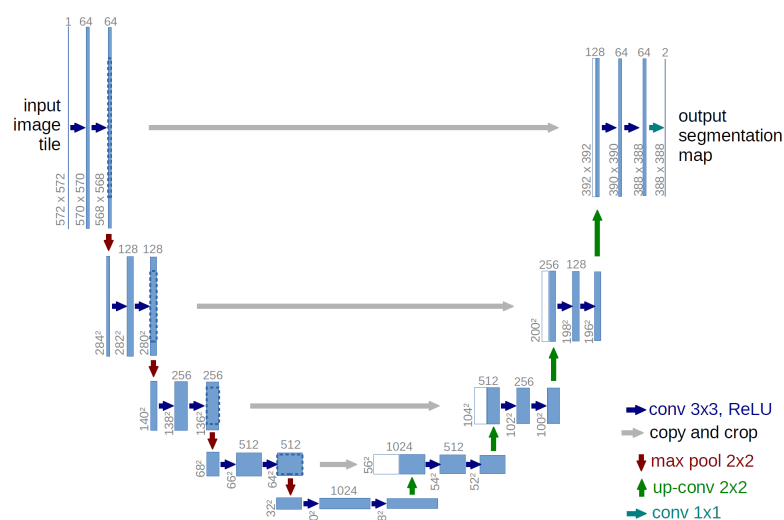 1 64 64
input
image
tile
572 x 572
570 x 570
568 x 568
128 64 64 2
output
segmentation
map
392 x 392
390 x 390
388 x 388
388 x 388
128 128
284²
282²
280²
256 128
200²
198²
196²
256 256
140²
138²
136²
512 256
104²
102²
100²
512 512
68²
66²
64²
1024 512
56²
54²
52²
1024
32²
conv 3x3, ReLU
copy and crop
max pool 2x2
up-conv 2x2
conv 1x1